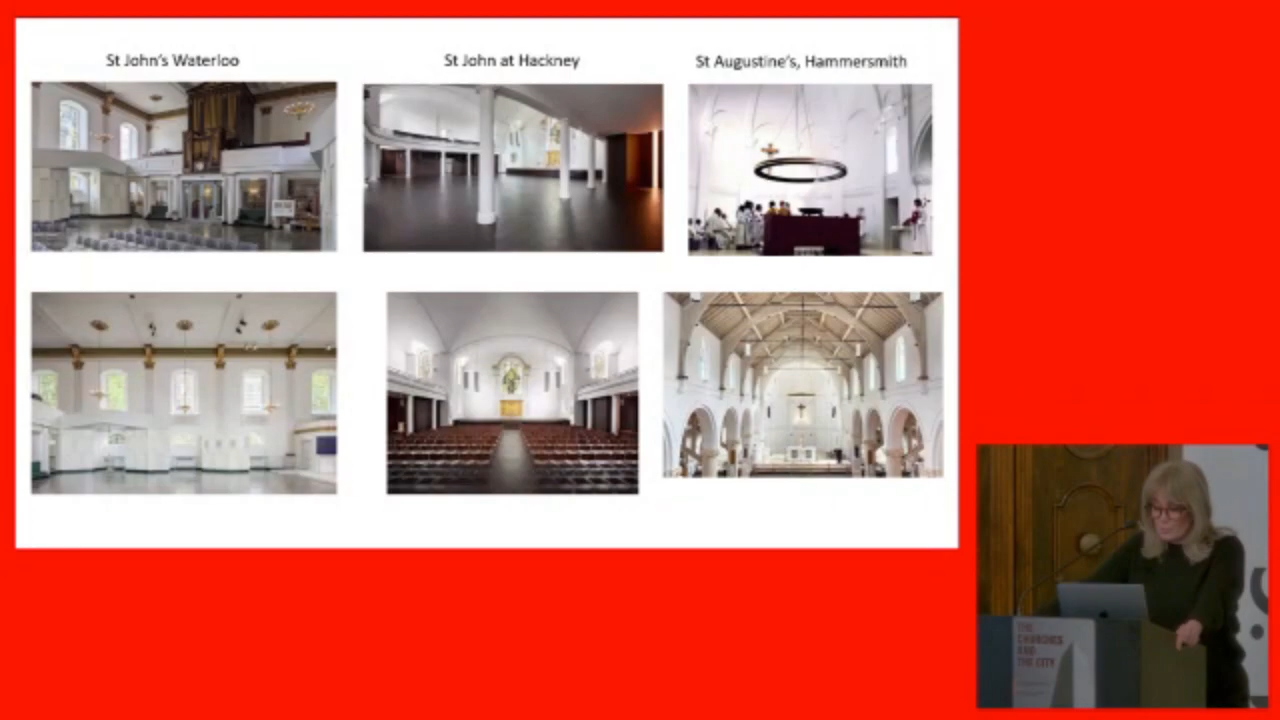 St John's Waterloo
St John at Hackney
St Augustine's, Hammersmith
THE
CHURCHES
AND
THE CITY